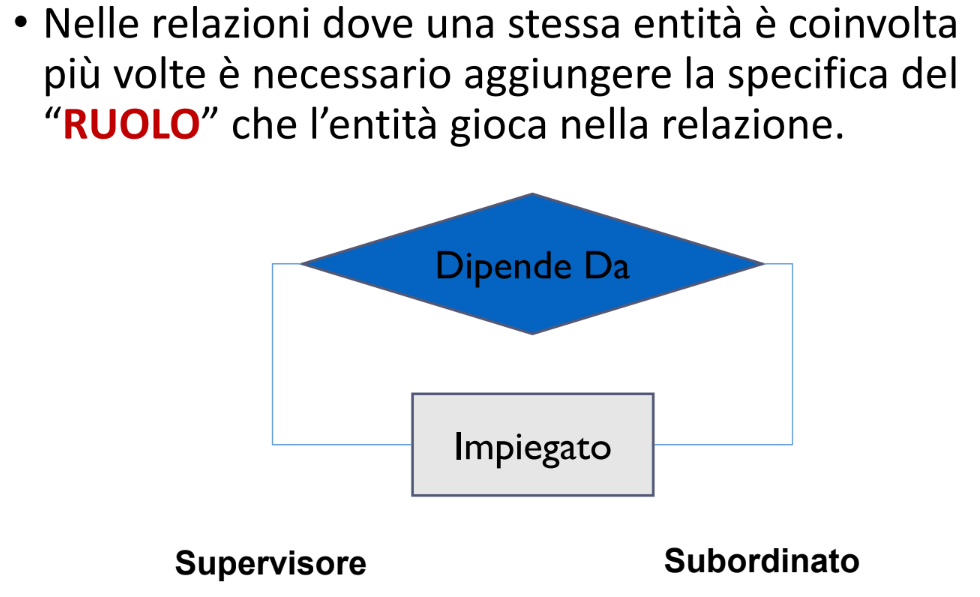 • Nelle relazioni dove una stessa entità è coinvolta
più volte è necessario aggiungere la specifica del
“RUOLO” che l’entità gioca nella relazione.
Dipende Da
Impiegato
Supervisore
Subordinato